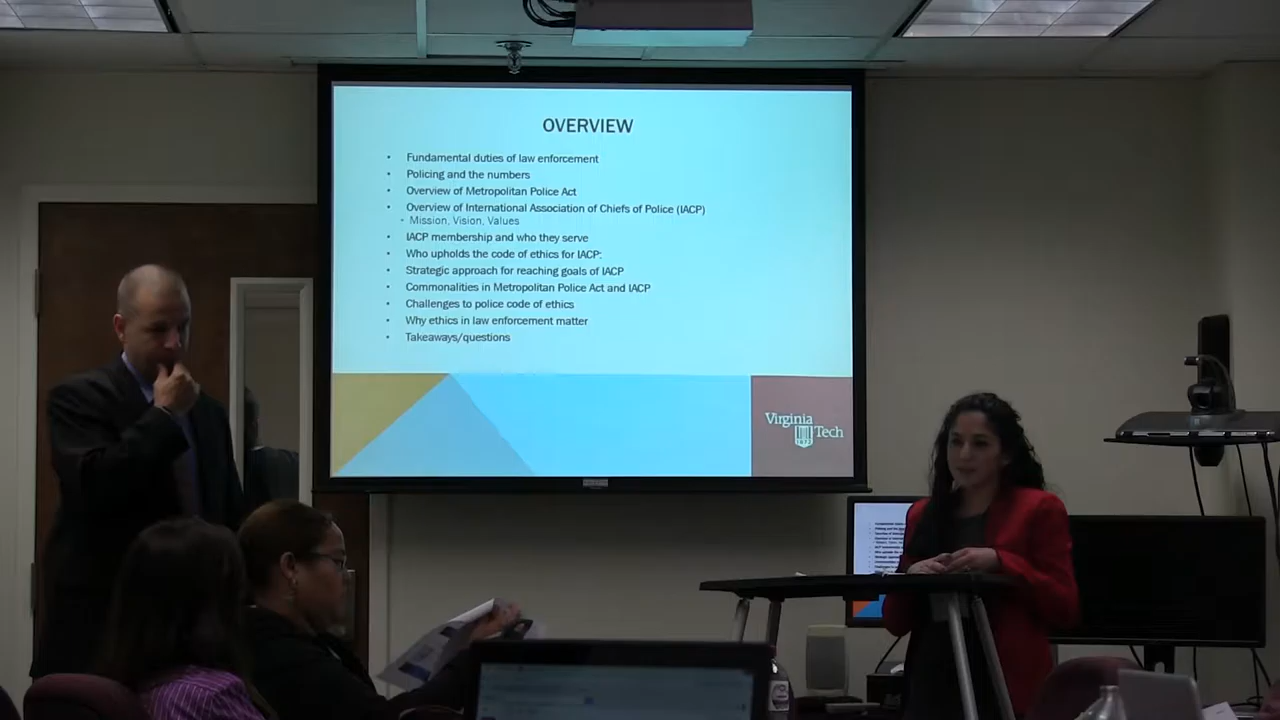 OVERVIEW
• Fundamental duties of law enforcement
• Policing and the numbers
• Overview of Metropolitan Police Act
• Overview of International Association of Chiefs of Police (IACP)
• Mission, Vision, Values
• IACP membership and who they serve
• Who upholds the code of ethics for IACP:
• Strategic approach for reaching goals of IACP
• Commonalities in Metropolitan Police Act and IACP
• Challenges to police code of ethics
• Why ethics in law enforcement matter
• Takeaways/questions
Virginia
Tech